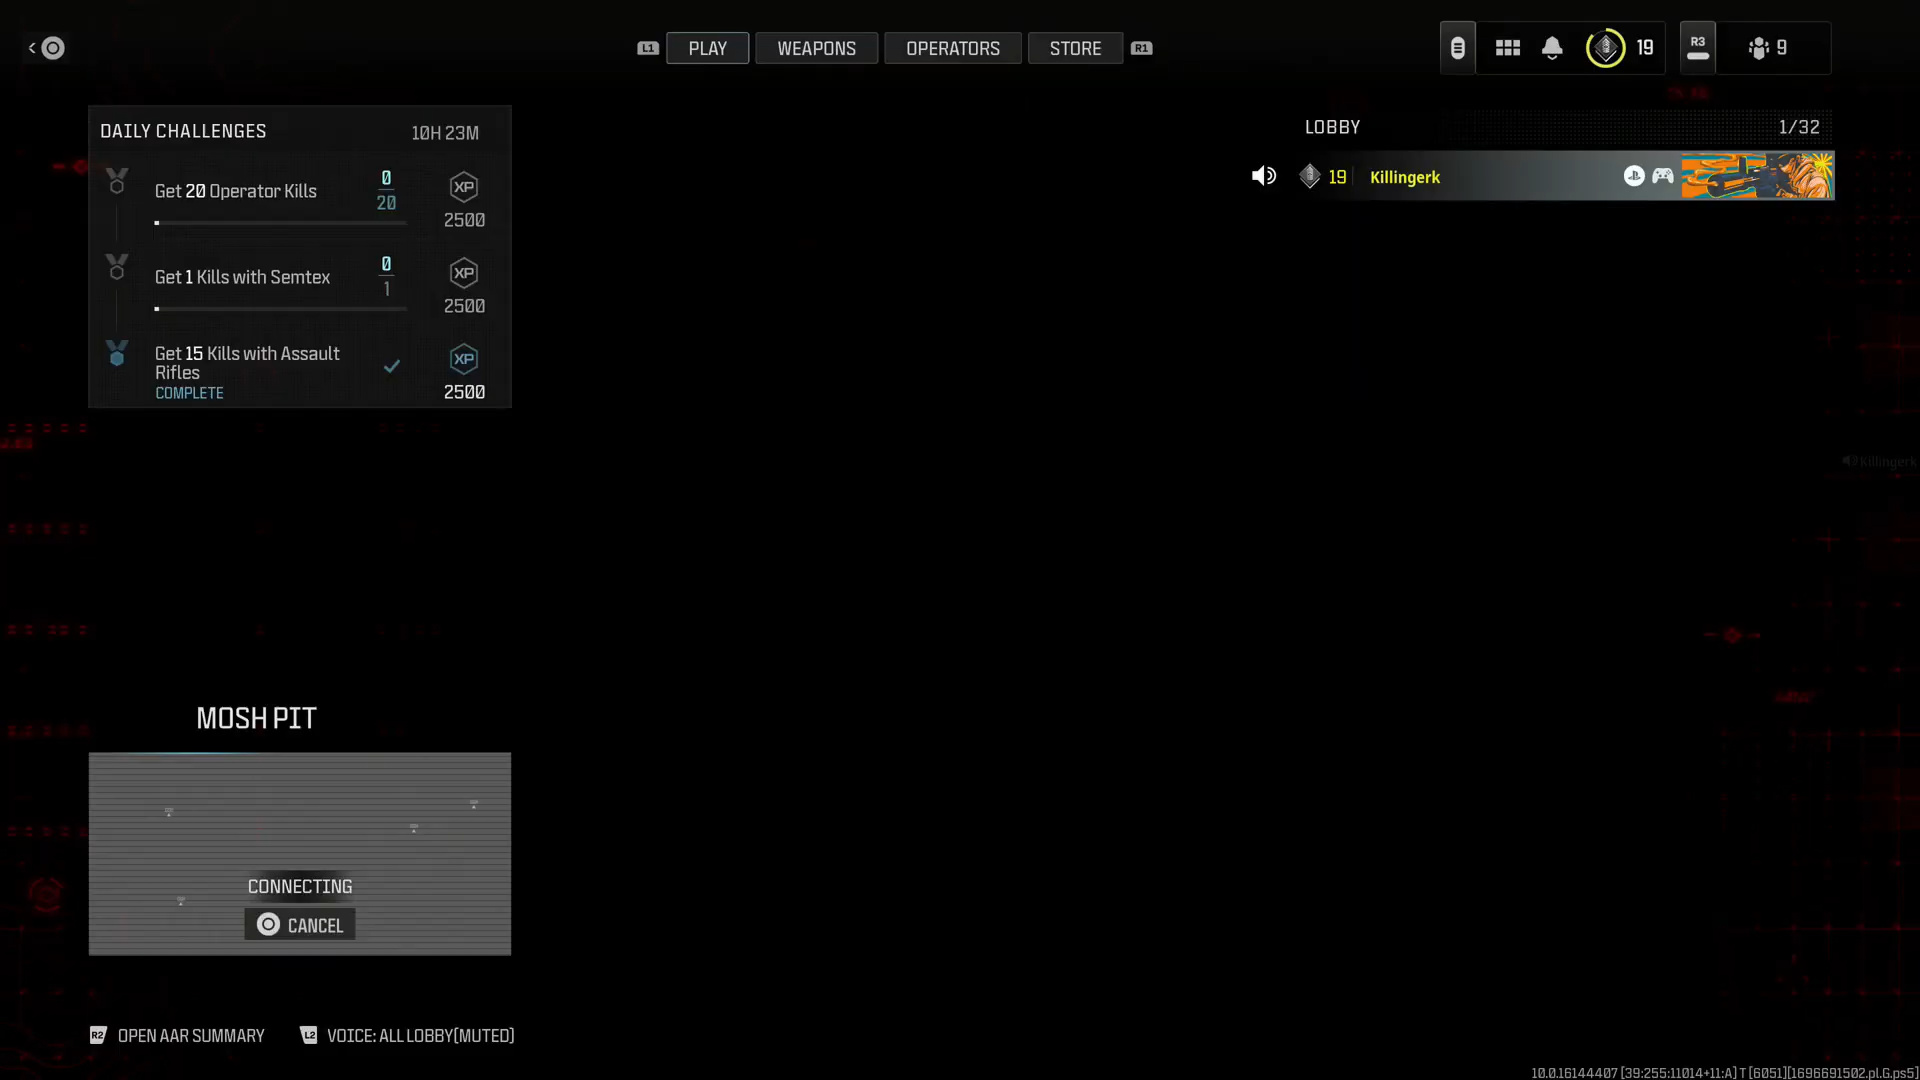 L1 PLAY WEAPONS OPERATORS STORE R1
19 R3 9
DAILY CHALLENGES 10H 23M
Get 20 Operator Kills 0 20 XP 2500
Get 1 Kills with Semtex 0 1 XP 2500
Get 15 Kills with Assault
Rifles
COMPLETE XP 2500
LOBBY 1/32
19 Killingerk
Killingerk
MOSH PIT
CONNECTING
CANCEL
R2 OPEN AAR SUMMARY L2 VOICE: ALL LOBBY(MUTED)
10.0.16144407 [39:255:11014+11:A] T [6051][1696691502.pl.G.ps5]